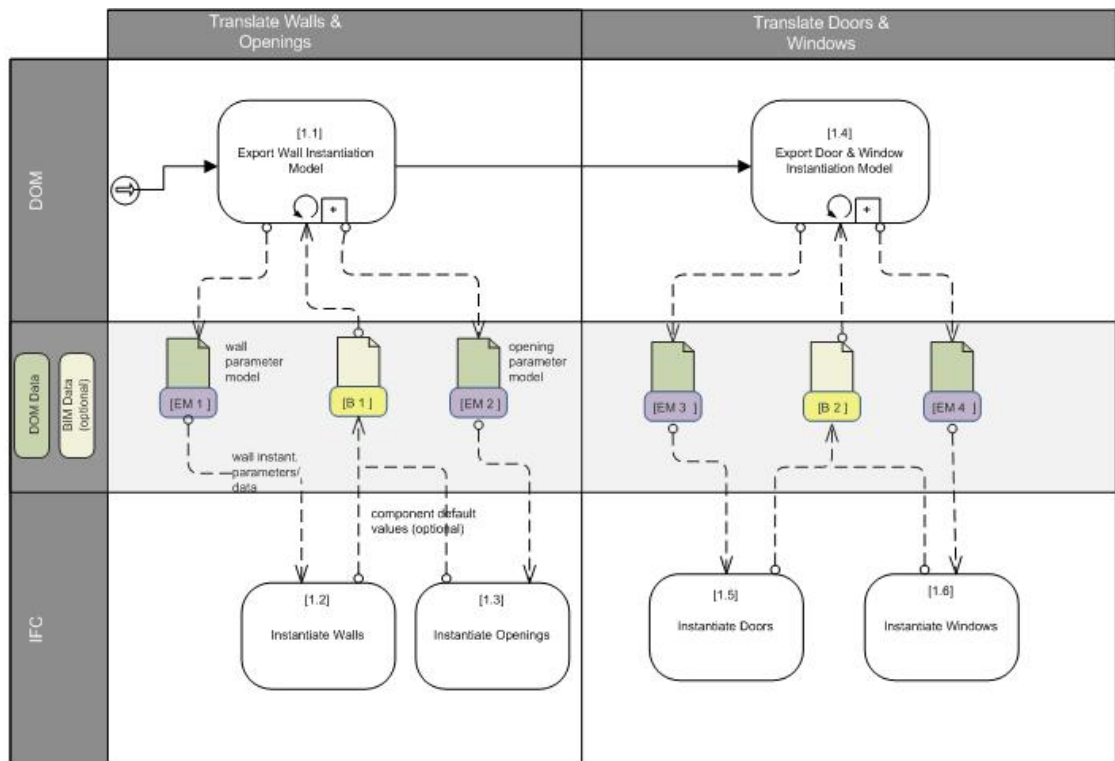 Translate Walls &
Openings
Translate Doors &
Windows
DOM
[1.1]
Export Wall Instantiation
Model
+
[1.4]
Export Door & Window
Instantiation Model
+
DOM Data
BIM Data
(optional)
wall
parameter
model
[EM 1 ]
[B 1 ]
opening
parameter
model
[EM 2 ]
[EM 3 ]
[B 2 ]
[EM 4 ]
wall instant.
parameters/
data
component default
values (optional)
IFC
[1.2]
Instantiate Walls
[1.3]
Instantiate Openings
[1.5]
Instantiate Doors
[1.6]
Instantiate Windows